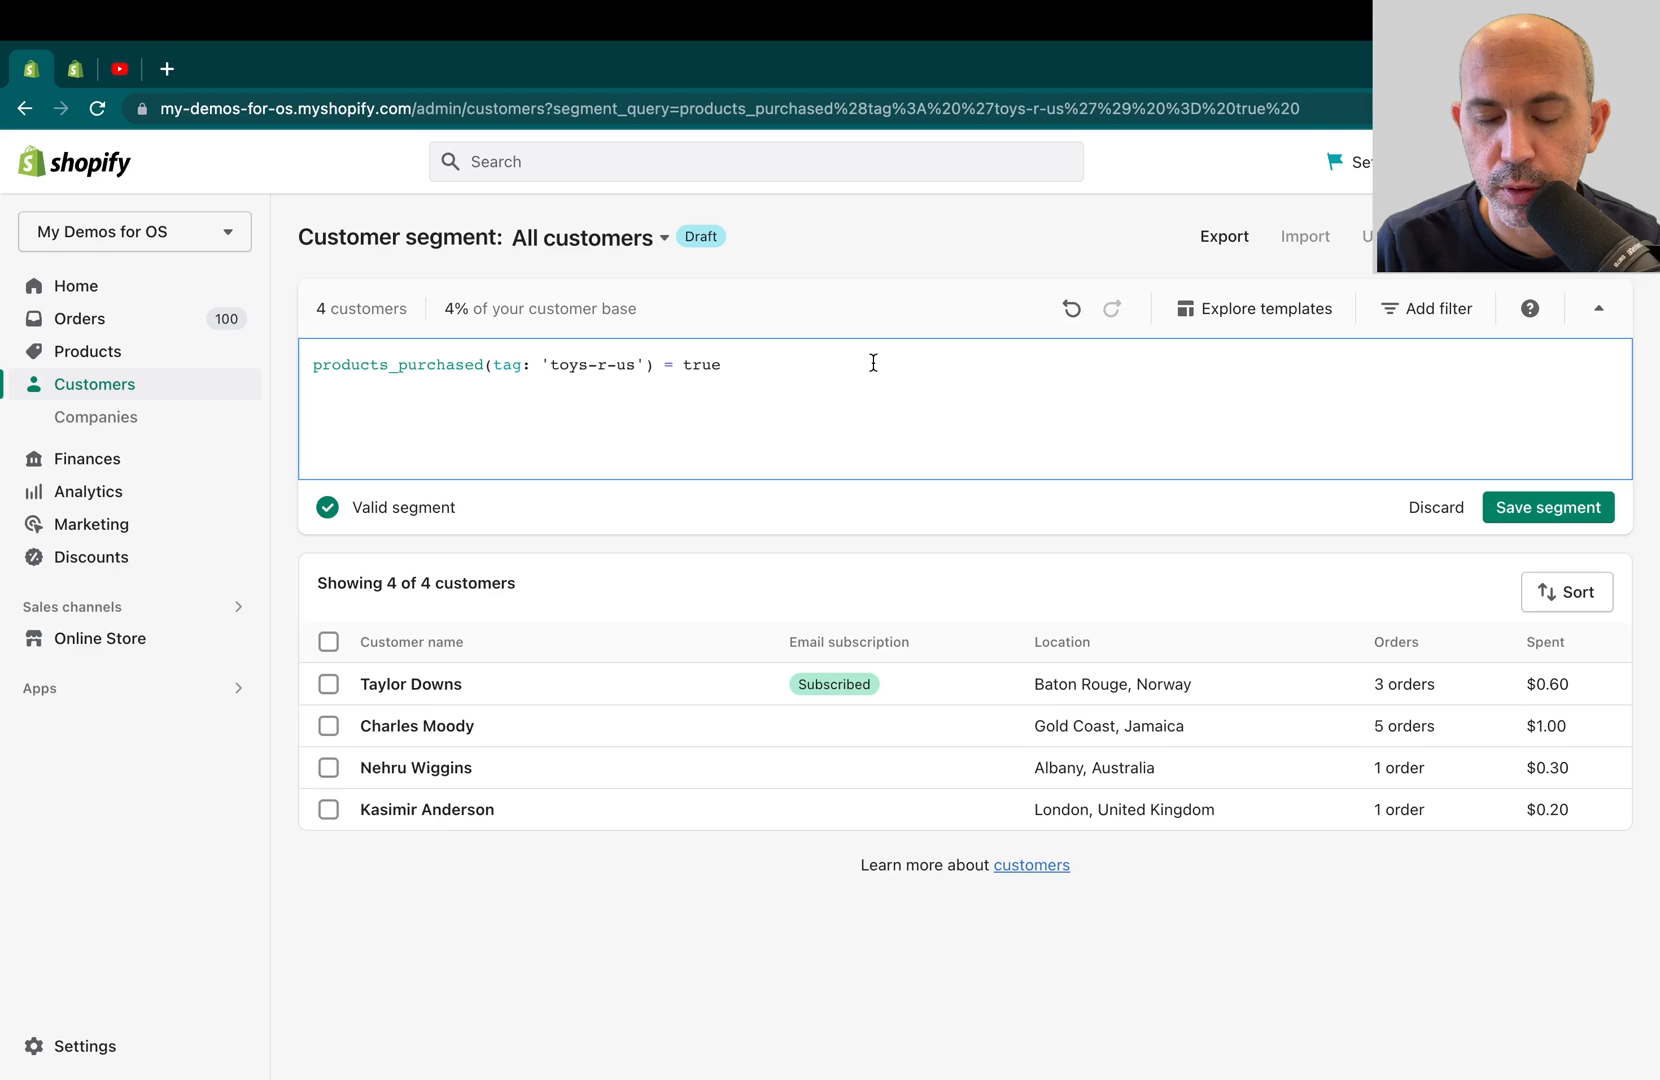 my-demos-for-os.myshopify.com/admin/customers?segment_query=products_purchased%28tag%3A%20%27toys-r-us%27%29%20%3D%20true%20
shopify
Search
Se
My Demos for OS
Home
Orders
100
Products
Customers
Companies
Finances
Analytics
Marketing
Discounts
Sales channels
Online Store
Apps
Settings
Customer segment: All customers
Draft
Export
Import
U
4 customers
4% of your customer base
Explore templates
Add filter
products_purchased(tag: 'toys-r-us') = true
Valid segment
Discard
Save segment
Showing 4 of 4 customers
Sort
Customer name Email subscription Location Orders Spent
Taylor Downs Subscribed Baton Rouge, Norway 3 orders $0.60
Charles Moody Gold Coast, Jamaica 5 orders $1.00
Nehru Wiggins Albany, Australia 1 order $0.30
Kasimir Anderson London, United Kingdom 1 order $0.20
Learn more about customers